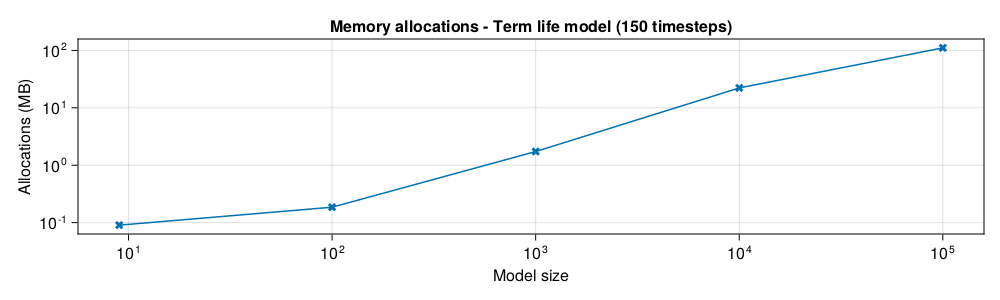 Memory allocations - Term life model (150 timesteps)
Allocations (MB)
10²
10¹
10⁰
10⁻¹
10¹ 10² 10³ 10⁴ 10⁵
Model size